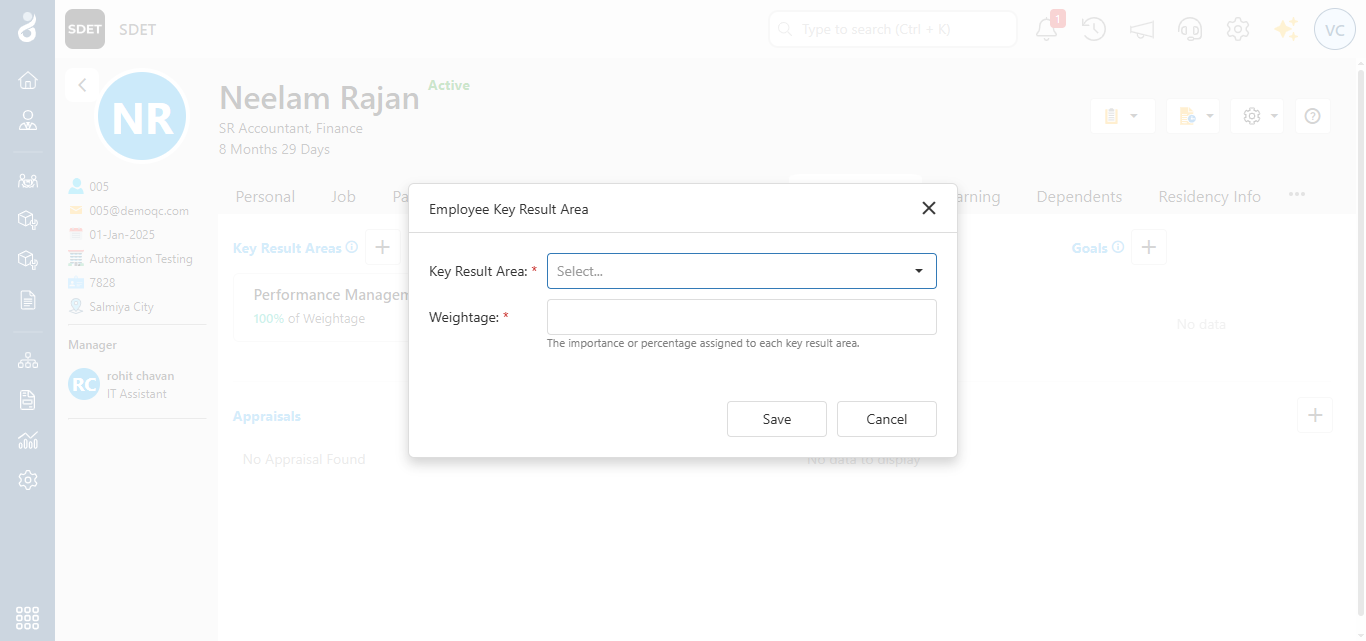 SDET SDET
Type to search (Ctrl + K)
1
VC
NR
Neelam Rajan
Active
SR Accountant, Finance
8 Months 29 Days
005
005@demoqc.com
01-Jan-2025
Automation Testing
7828
Salmiya City
Manager
RC
rohit chavan
IT Assistant
Personal Job Pa arning Dependents Residency Info
Key Result Areas
Performance Managem
100% of Weightage
Goals
No data
Appraisals
No Appraisal Found
No data to display
Employee Key Result Area
Key Result Area: *
Select...
Weightage: *
The importance or percentage assigned to each key result area.
Save
Cancel